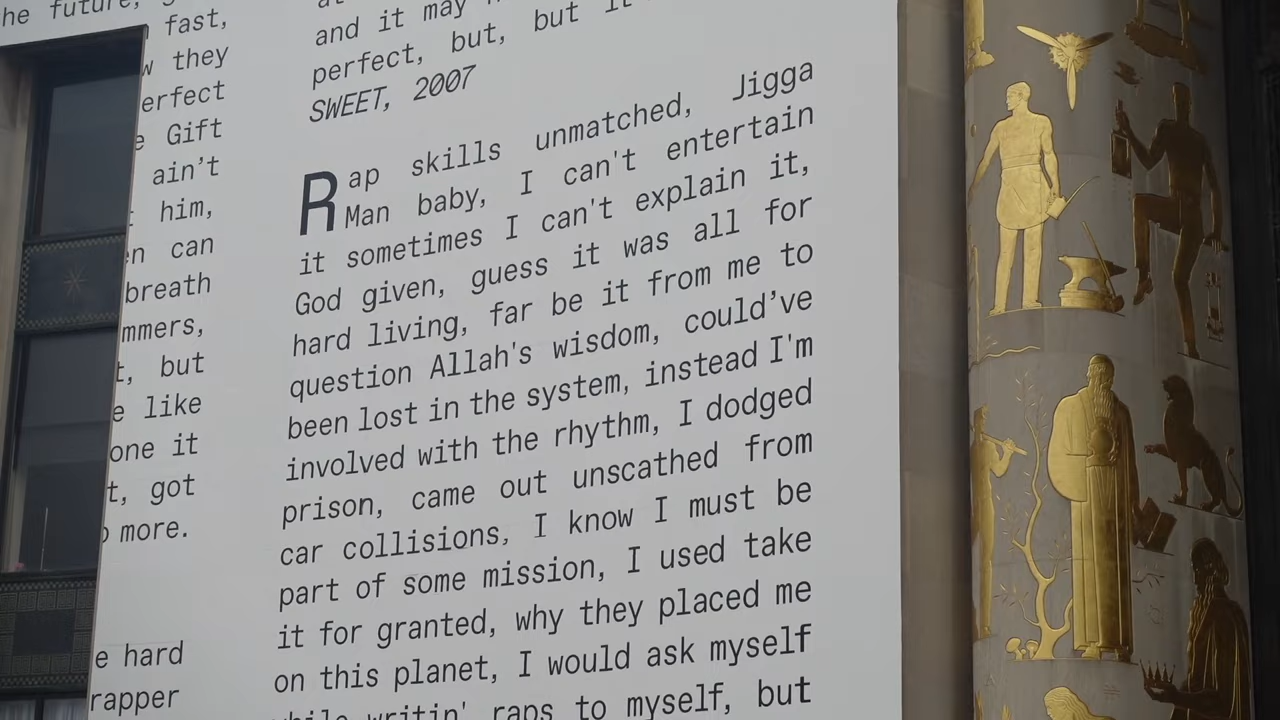 he future,
fast,
they
erfect
Gift
ain't
him,
can
breath
mmers,
but
like
one it
got
more.
e hard
rapper
and it may
perfect, but, but it
SWEET, 2007
Rap skills unmatched, Jigga
Man baby, I can't entertain
it sometimes I can't explain it,
God given, guess it was all for
hard living, far be it from me to
question Allah's wisdom, could've
been lost in the system, instead I'm
involved with the rhythm, I dodged
prison, came out unscathed from
car collisions, I know I must be
part of some mission, I used take
it for granted, why they placed me
on this planet, I would ask myself
while writin' raps to myself, but